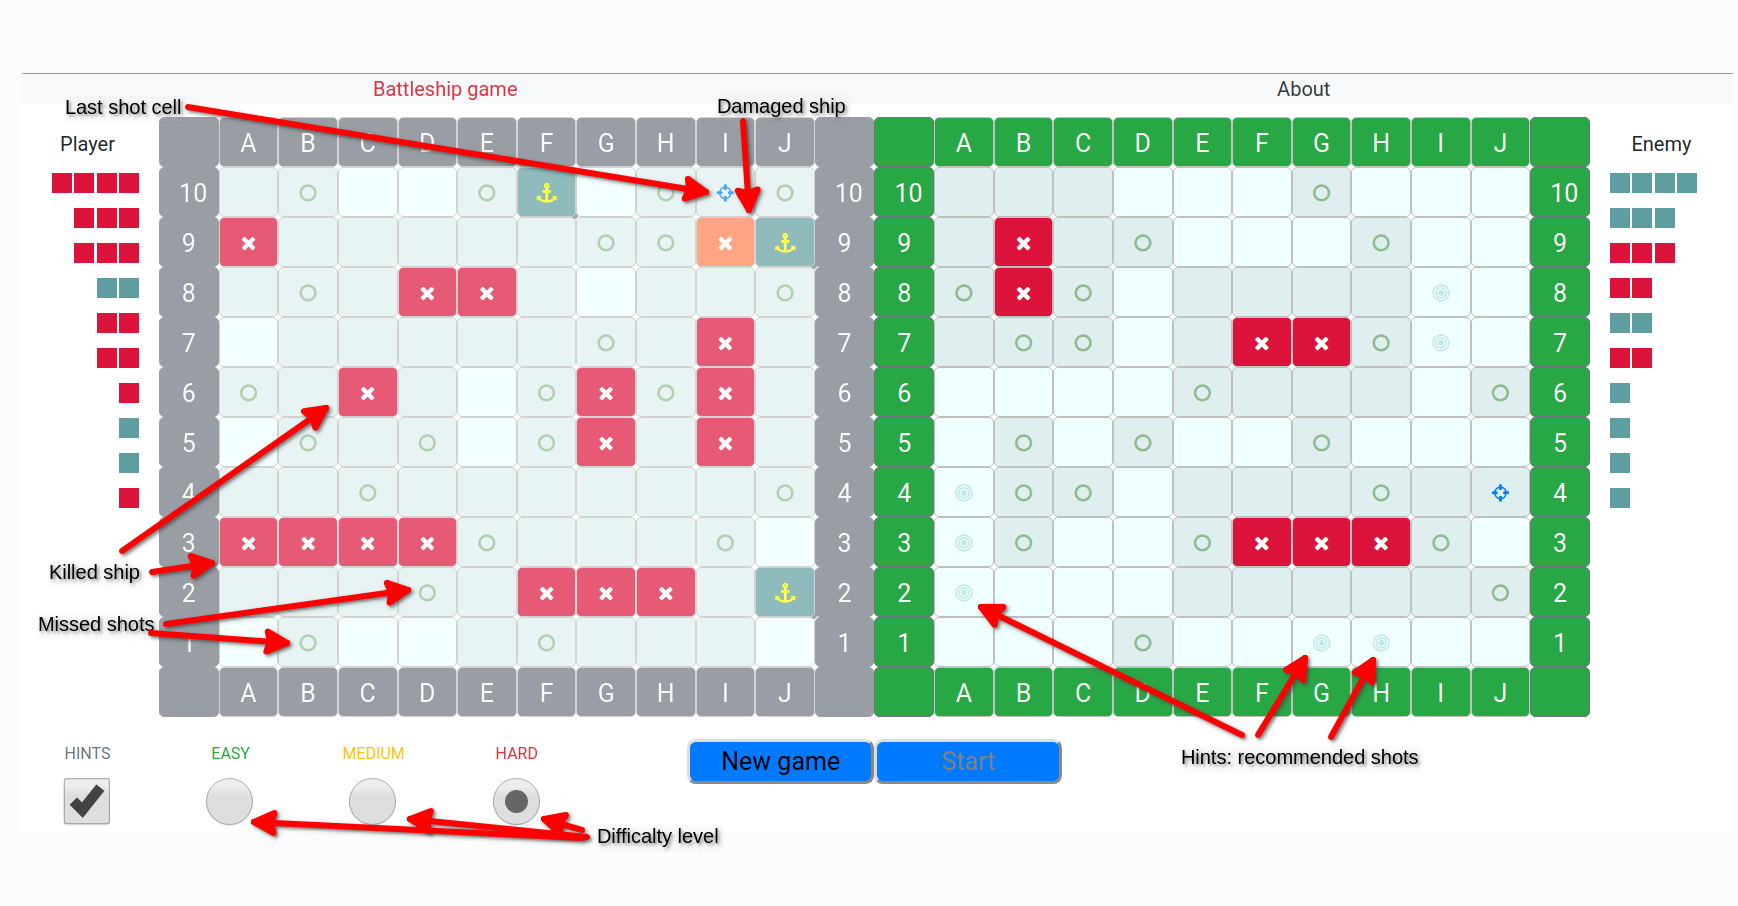 Battleship game About
Last shot cell Damaged ship
Player A B C D E F G H I J A B C D E F G H I J Enemy
10 10 10 10
9 9 9 9
8 8 8 8
7 7 7 7
6 6 6 6
5 5 5 5
4 4 4 4
3 3 3 3
Killed ship
2 2 2 2
Missed shots
1 1 1 1
A B C D E F G H I J A B C D E F G H I J
HINTS EASY MEDIUM HARD New game Start Hints: recommended shots
Difficalty level